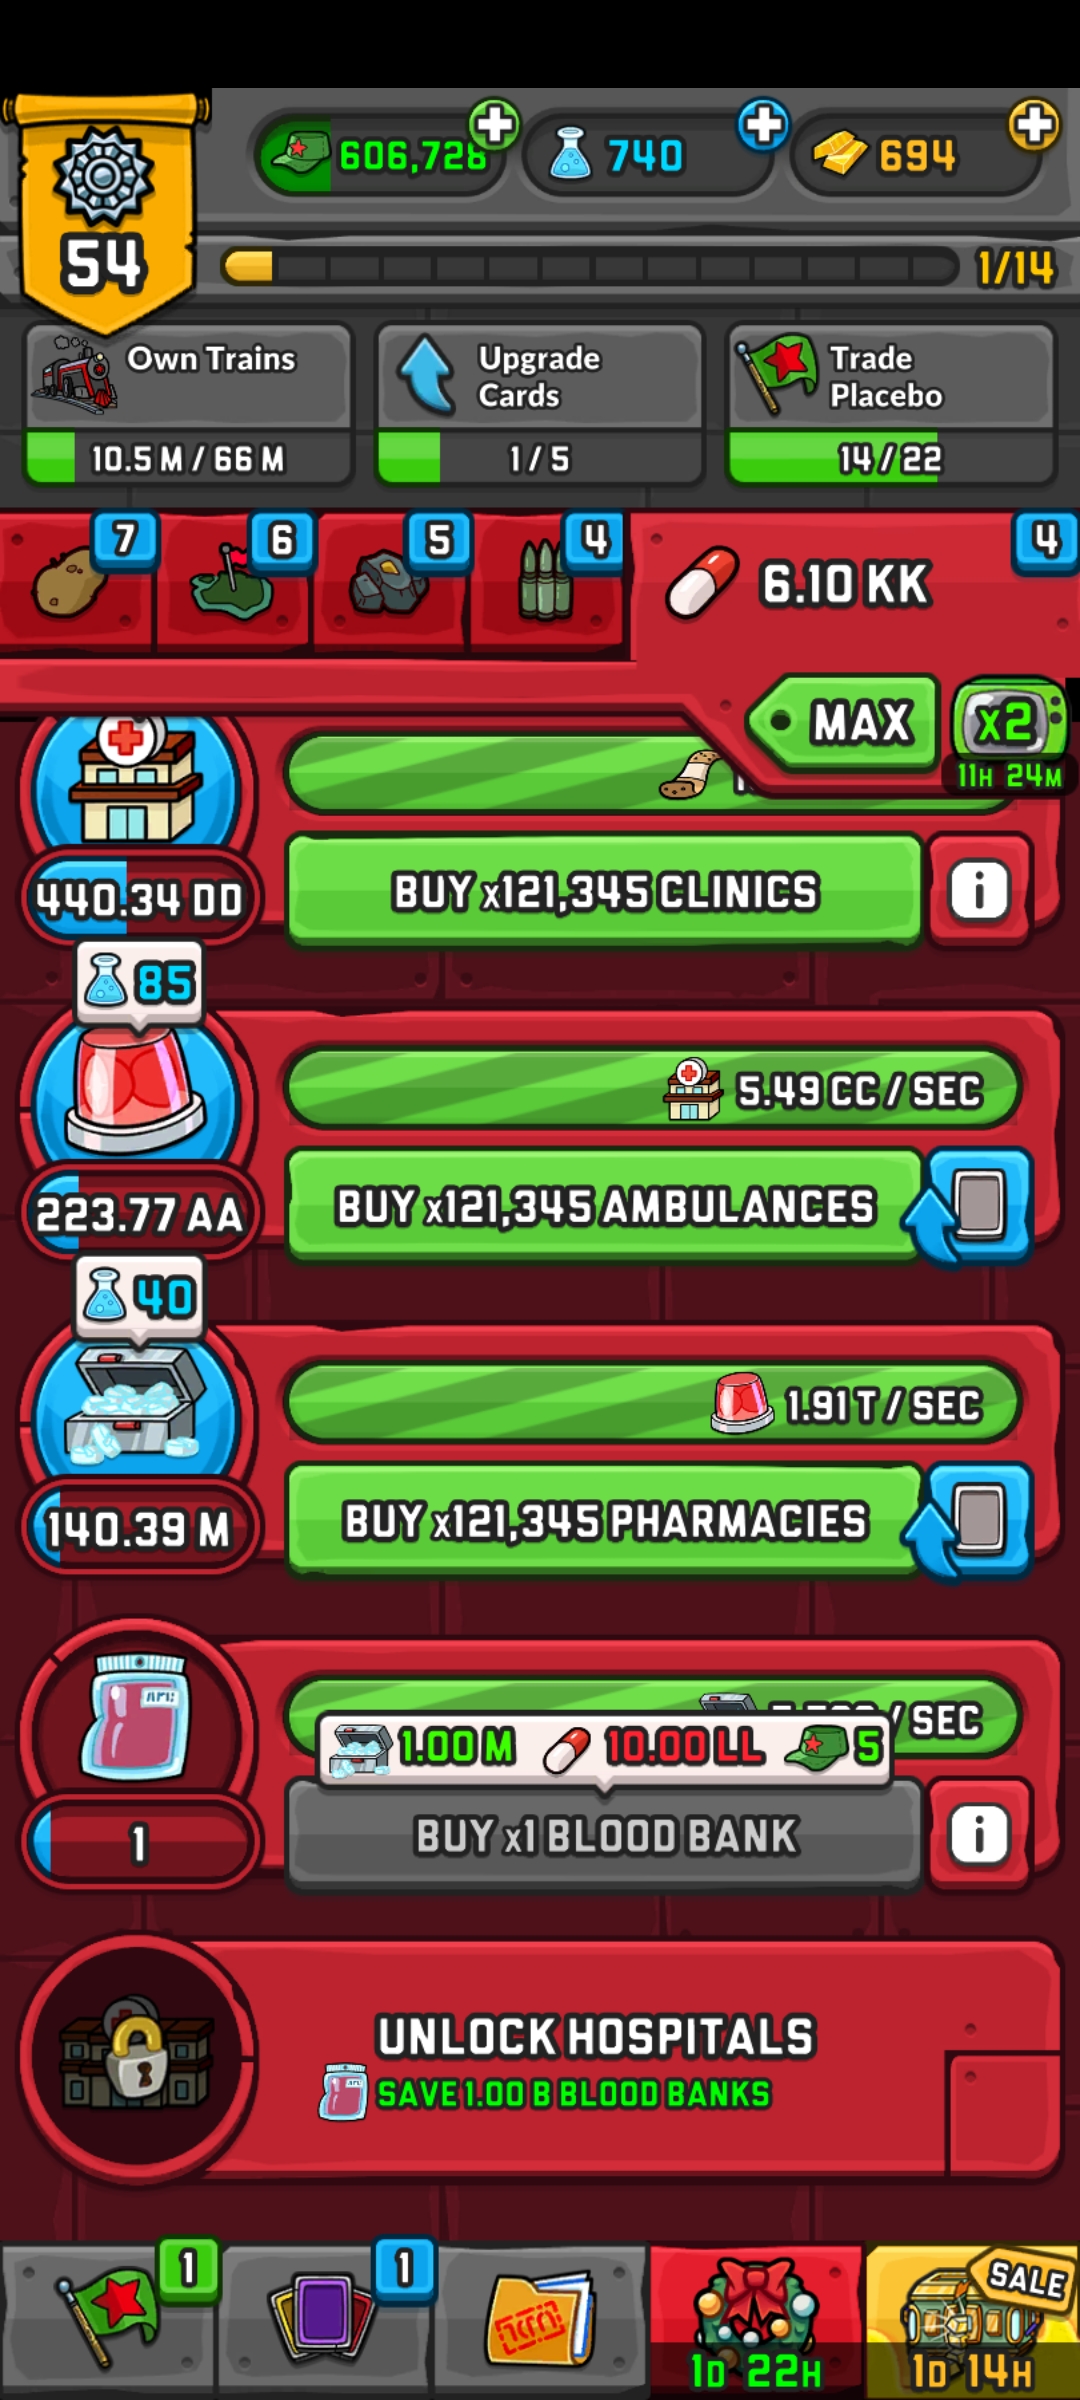 606,728
740
694
54
1/14
Own Trains
10.5 M / 66 M
Upgrade
Cards
1 / 5
Trade
Placebo
14 / 22
7
6
5
4
6.10 KK
4
MAX
x2
11H 24M
440.34 DD
BUY x121,345 CLINICS
i
85
5.49 CC / SEC
223.77 AA
BUY x121,345 AMBULANCES
40
1.91 T / SEC
140.39 M
BUY x121,345 PHARMACIES
/ SEC
1.00 M
10.00 LL
5
1
BUY x1 BLOOD BANK
i
UNLOCK HOSPITALS
SAVE 1.00 B BLOOD BANKS
1
1
SALE
1D 22H
1D 14H